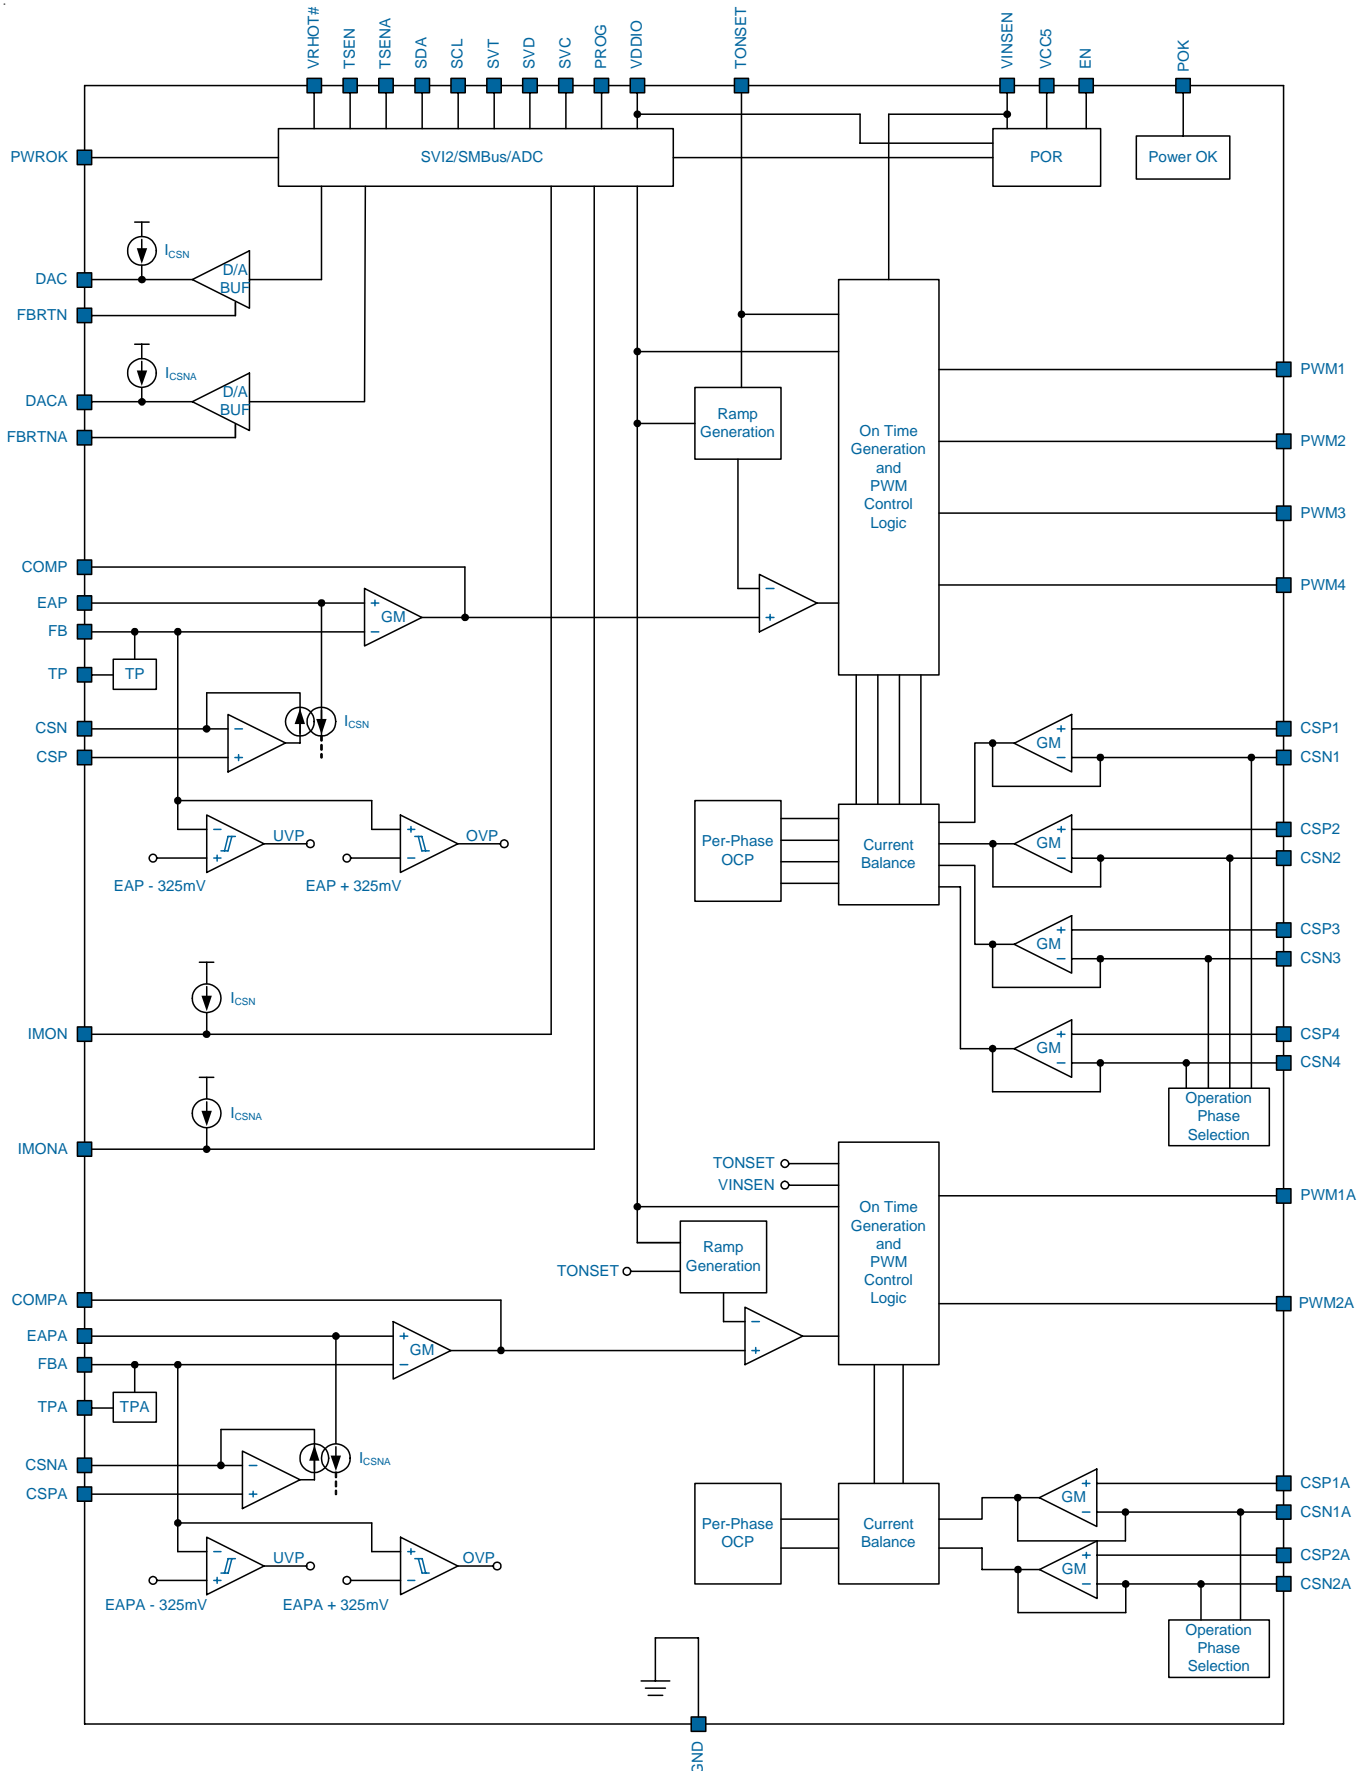 VRHOT#
TSEN
TSENA
SDA
SCL
SVT
SVD
SVC
PROG
VDDIO
TONSET
VINSEN
VCC5
EN
POK
PWROK
SVI2/SMBus/ADC
POR
Power OK
ICSN
D/A
BUF
DAC
FBRTN
ICSNA
D/A
BUF
DACA
FBRTNA
Ramp
Generation
On Time
Generation
and
PWM
Control
Logic
PWM1
PWM2
PWM3
PWM4
COMP
EAP
+
GM
−
FB
−
+
TP
TP
CSN
−
ICSN
CSP
+
+
GM
−
CSP1
CSN1
−
UVP
+
EAP - 325mV
+
OVP
−
EAP + 325mV
Per-Phase
OCP
Current
Balance
+
GM
−
CSP2
CSN2
+
GM
−
CSP3
CSN3
ICSN
IMON
+
GM
−
CSP4
CSN4
Operation
Phase
Selection
ICSNA
IMONA
TONSET
VINSEN
On Time
Generation
and
PWM
Control
Logic
PWM1A
PWM2A
Ramp
Generation
TONSET
COMPA
EAPA
+
GM
−
FBA
−
+
TPA
TPA
CSNA
−
ICSNA
CSPA
+
−
UVP
+
EAPA - 325mV
+
OVP
−
EAPA + 325mV
Per-Phase
OCP
Current
Balance
+
GM
−
CSP1A
CSN1A
+
GM
−
CSP2A
CSN2A
Operation
Phase
Selection
GND